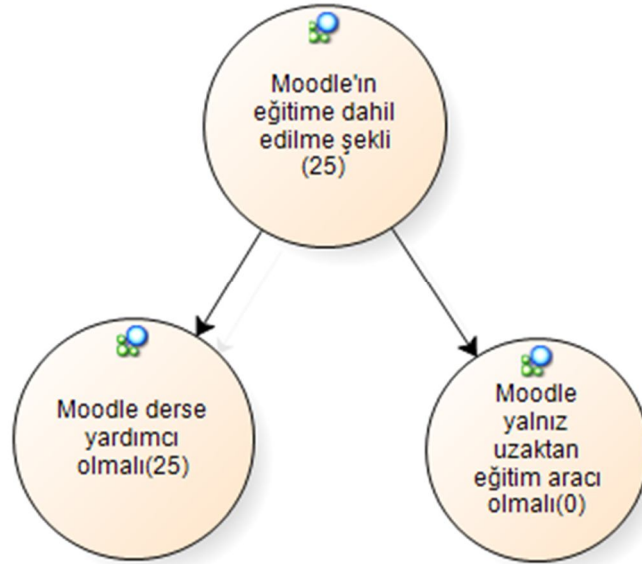 Moodle'ın
eğitime dahil
edilme şekli
(25)
Moodle derse
yardımcı
olmalı(25)
Moodle
yalnız
uzaktan
eğitim aracı
olmalı(0)